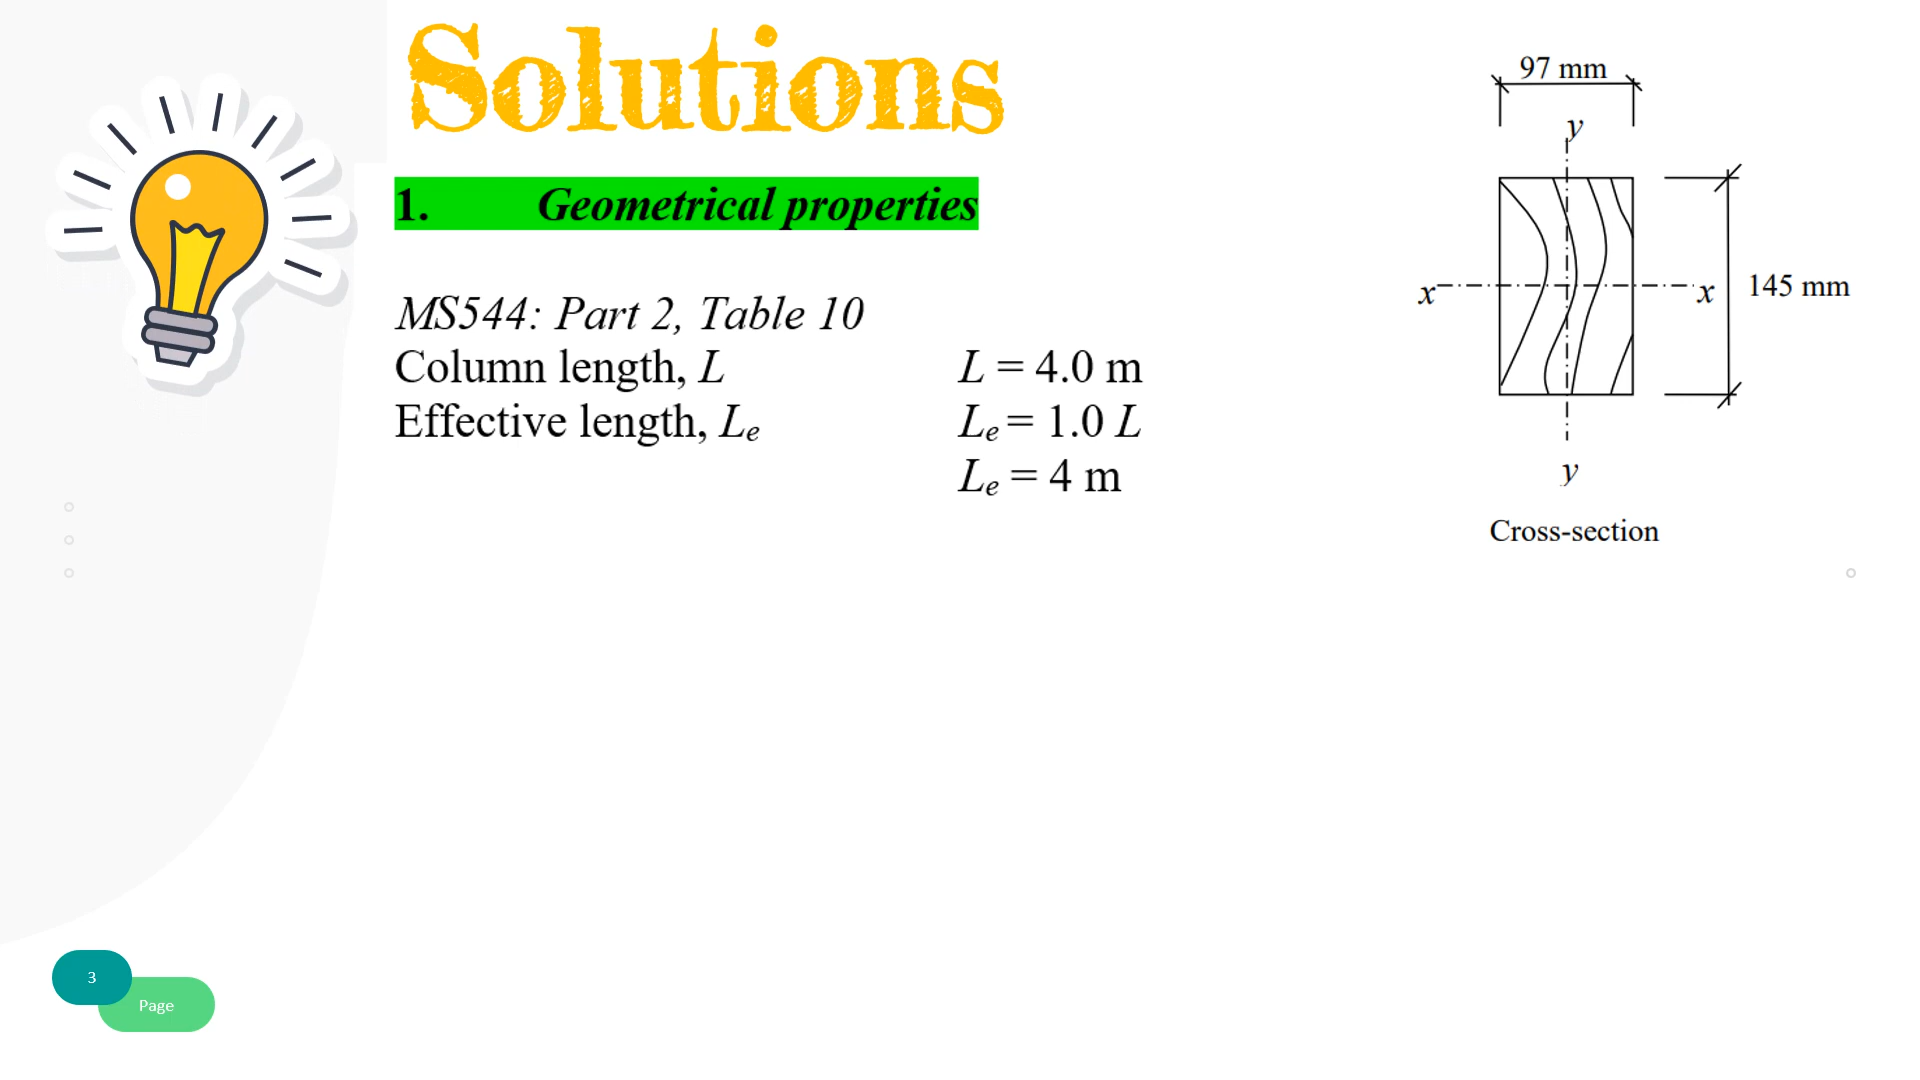 Solutions
1. Geometrical properties
MS544: Part 2, Table 10
Column length, L L = 4.0 m
Effective length, Le Le = 1.0 L
Le = 4 m
97 mm
y
x x 145 mm
y
Cross-section
3
Page